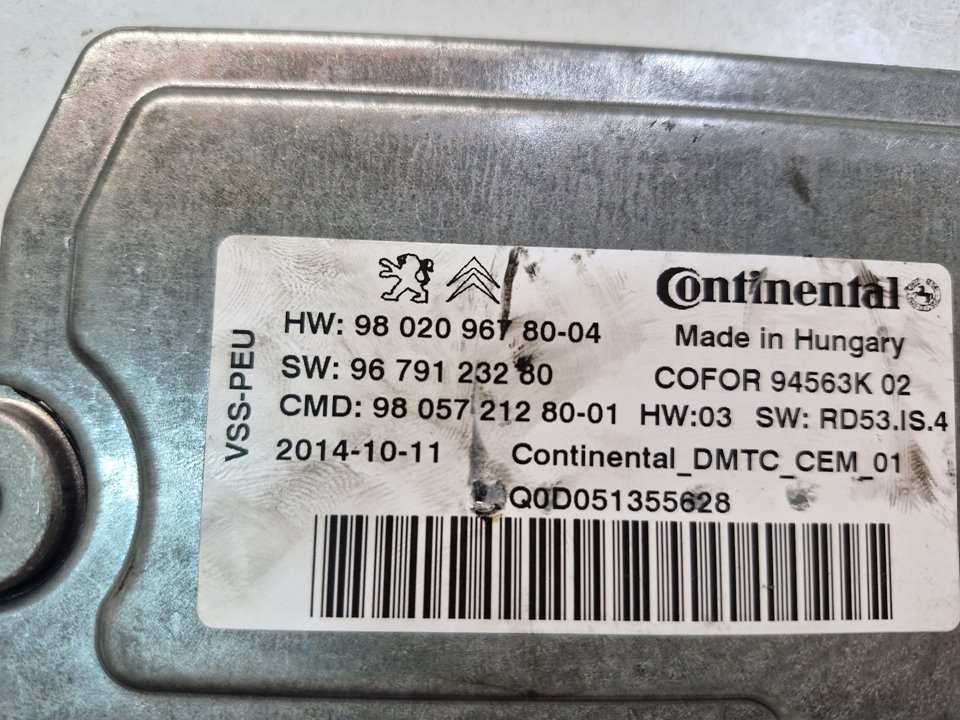 Continental
HW: 98 020 967 80-04
Made in Hungary
SW: 96 791 232 80
COFOR 94563K 02
CMD: 98 057 212 80-01 HW:03 SW: RD53.IS.4
VSS-PEU
2014-10-11
Continental_DMTC_CEM_01
Q0D051355628